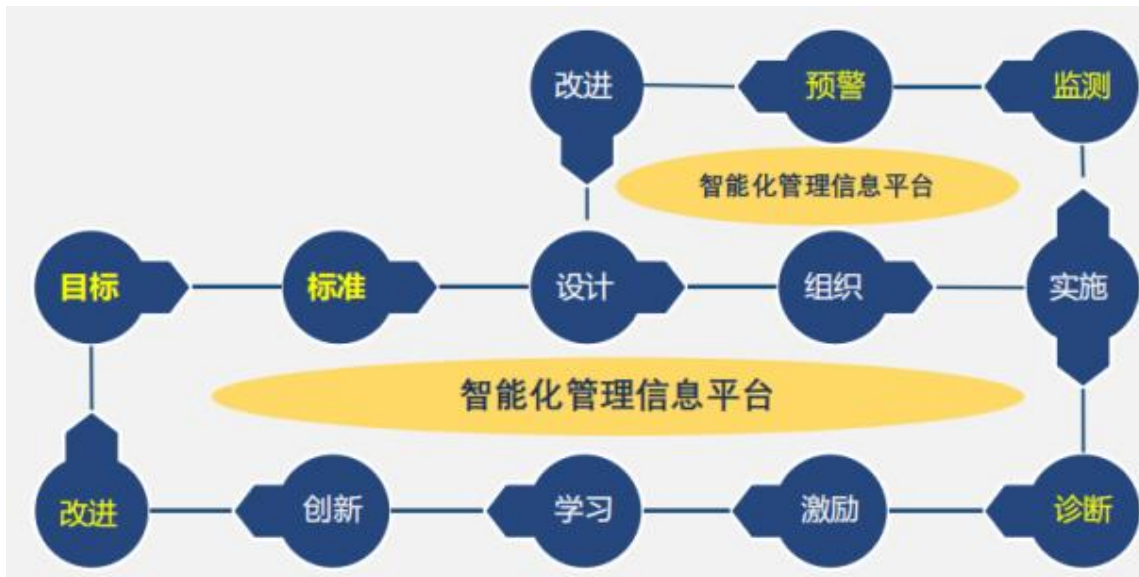 改进
预警
监测
智能化管理信息平台
目标
标准
设计
组织
实施
智能化管理信息平台
改进
创新
学习
激励
诊断